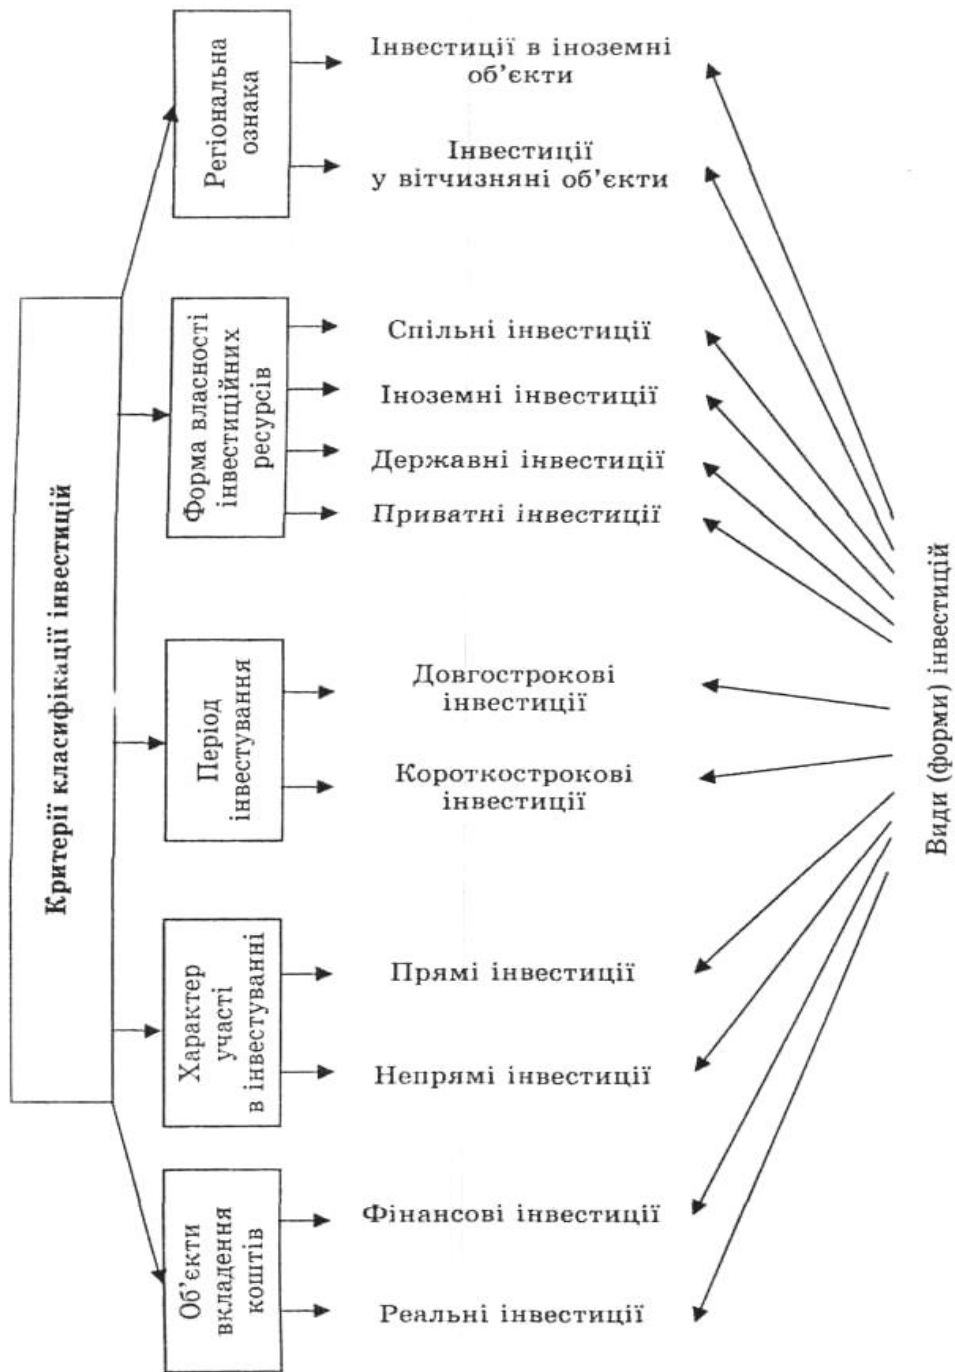 Критерії класифікації інвестицій
Регіональна
ознака
Інвестиції в іноземні
об’єкти
Інвестиції
у вітчизняні об’єкти
Форма власності
інвестиційних
ресурсів
Спільні інвестиції
Іноземні інвестиції
Державні інвестиції
Приватні інвестиції
Період
інвестування
Довгострокові
інвестиції
Короткострокові
інвестиції
Характер
участі
в інвестуванні
Прямі інвестиції
Непрямі інвестиції
Об’єкти
вкладення
коштів
Фінансові інвестиції
Реальні інвестиції
Види (форми) інвестицій